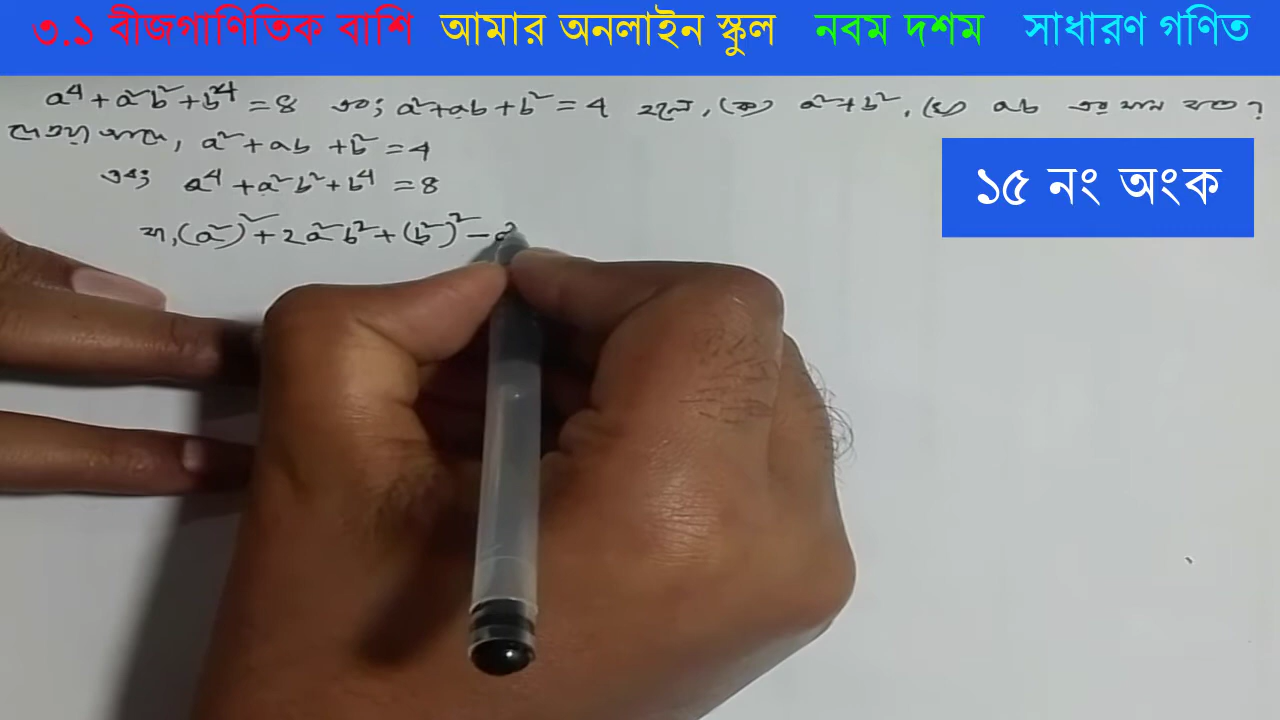 ৩.১ বীজগাণিতিক বাশি আমার অনলাইন স্কুল নবম দশম সাধারণ গণিত
a⁴+a²b²+b⁴=8 এবং a²+ab+b²=4 হলে, (ক) a²+b², (খ) ab এর মান কত?
দেওয়া আছে, a²+ab+b²=4
১৫ নং অংক
এবং a⁴+a²b²+b⁴=8
বা, (a²)²+2a²b²+(b²)²-a²